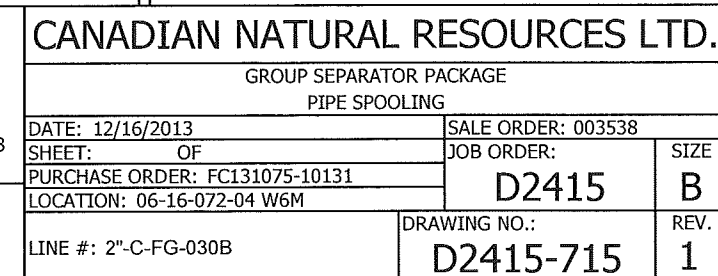 CANADIAN NATURAL RESOURCES LTD.
GROUP SEPARATOR PACKAGE
PIPE SPOOLING
DATE: 12/16/2013
SALE ORDER: 003538
SHEET: OF
JOB ORDER:
D2415
SIZE
B
PURCHASE ORDER: FC131075-10131
LOCATION: 06-16-072-04 W6M
LINE #: 2"-C-FG-030B
DRAWING NO.:
D2415-715
REV.
1